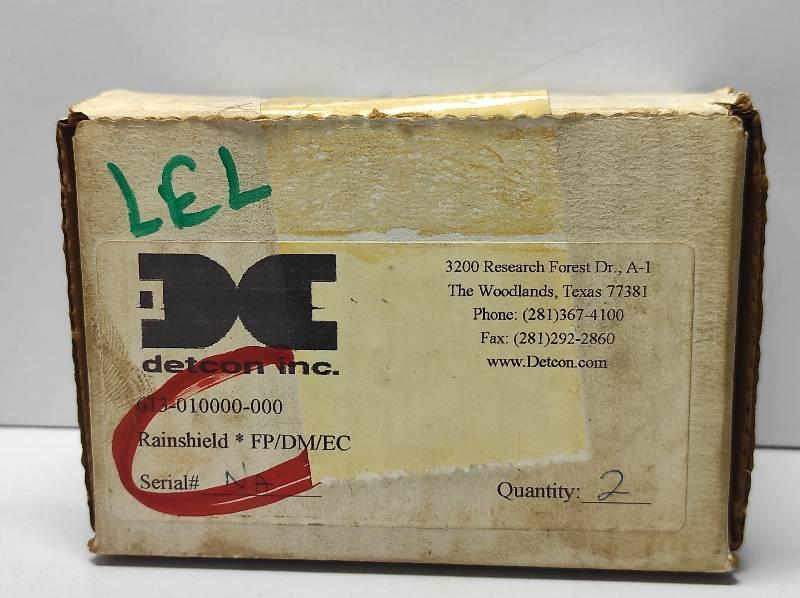 LEL
detcon inc.
3200 Research Forest Dr., A-1
The Woodlands, Texas 77381
Phone: (281)367-4100
Fax: (281)292-2860
www.Detcon.com
613-010000-000
Rainshield * FP/DM/EC
Serial# NA
Quantity: 2